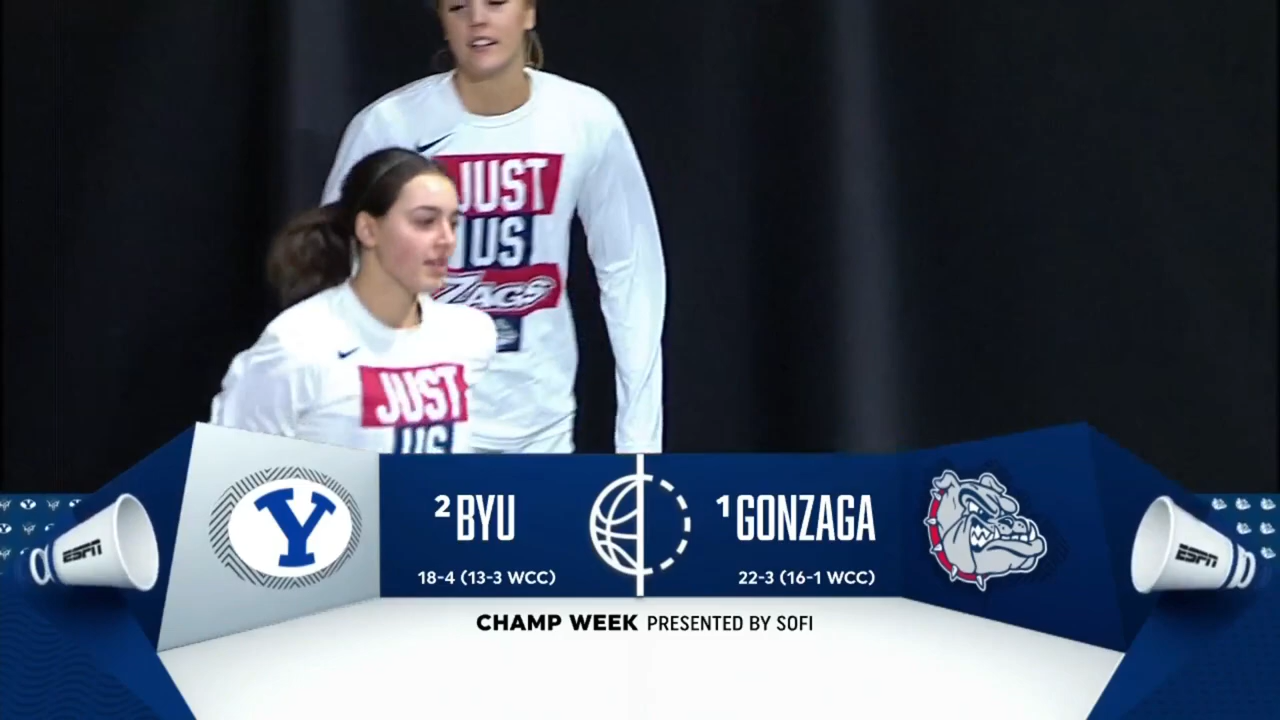 JUST
US
ZAGS
JUST
US
2 BYU
18-4 (13-3 WCC)
1 GONZAGA
22-3 (16-1 WCC)
ESPN
ESPN
Y
CHAMP WEEK PRESENTED BY SOFI